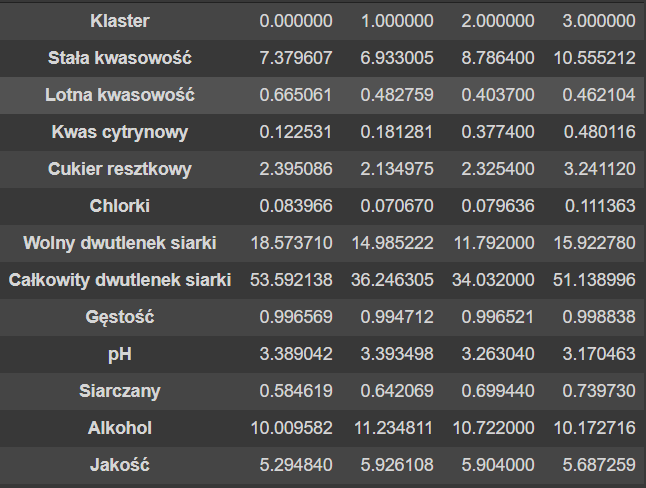 Klaster 0.000000 1.000000 2.000000 3.000000
Stała kwasowość 7.379607 6.933005 8.786400 10.555212
Lotna kwasowość 0.665061 0.482759 0.403700 0.462104
Kwas cytrynowy 0.122531 0.181281 0.377400 0.480116
Cukier resztkowy 2.395086 2.134975 2.325400 3.241120
Chlorki 0.083966 0.070670 0.079636 0.111363
Wolny dwutlenek siarki 18.573710 14.985222 11.792000 15.922780
Całkowity dwutlenek siarki 53.592138 36.246305 34.032000 51.138996
Gęstość 0.996569 0.994712 0.996521 0.998838
pH 3.389042 3.393498 3.263040 3.170463
Siarczany 0.584619 0.642069 0.699440 0.739730
Alkohol 10.009582 11.234811 10.722000 10.172716
Jakość 5.294840 5.926108 5.904000 5.687259